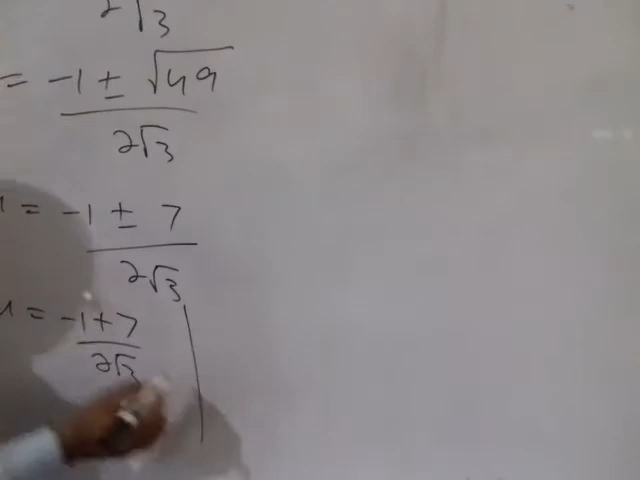 2√3
= -1 ± √49
2√3
= -1 ± 7
2√3
= -1+7
2√3